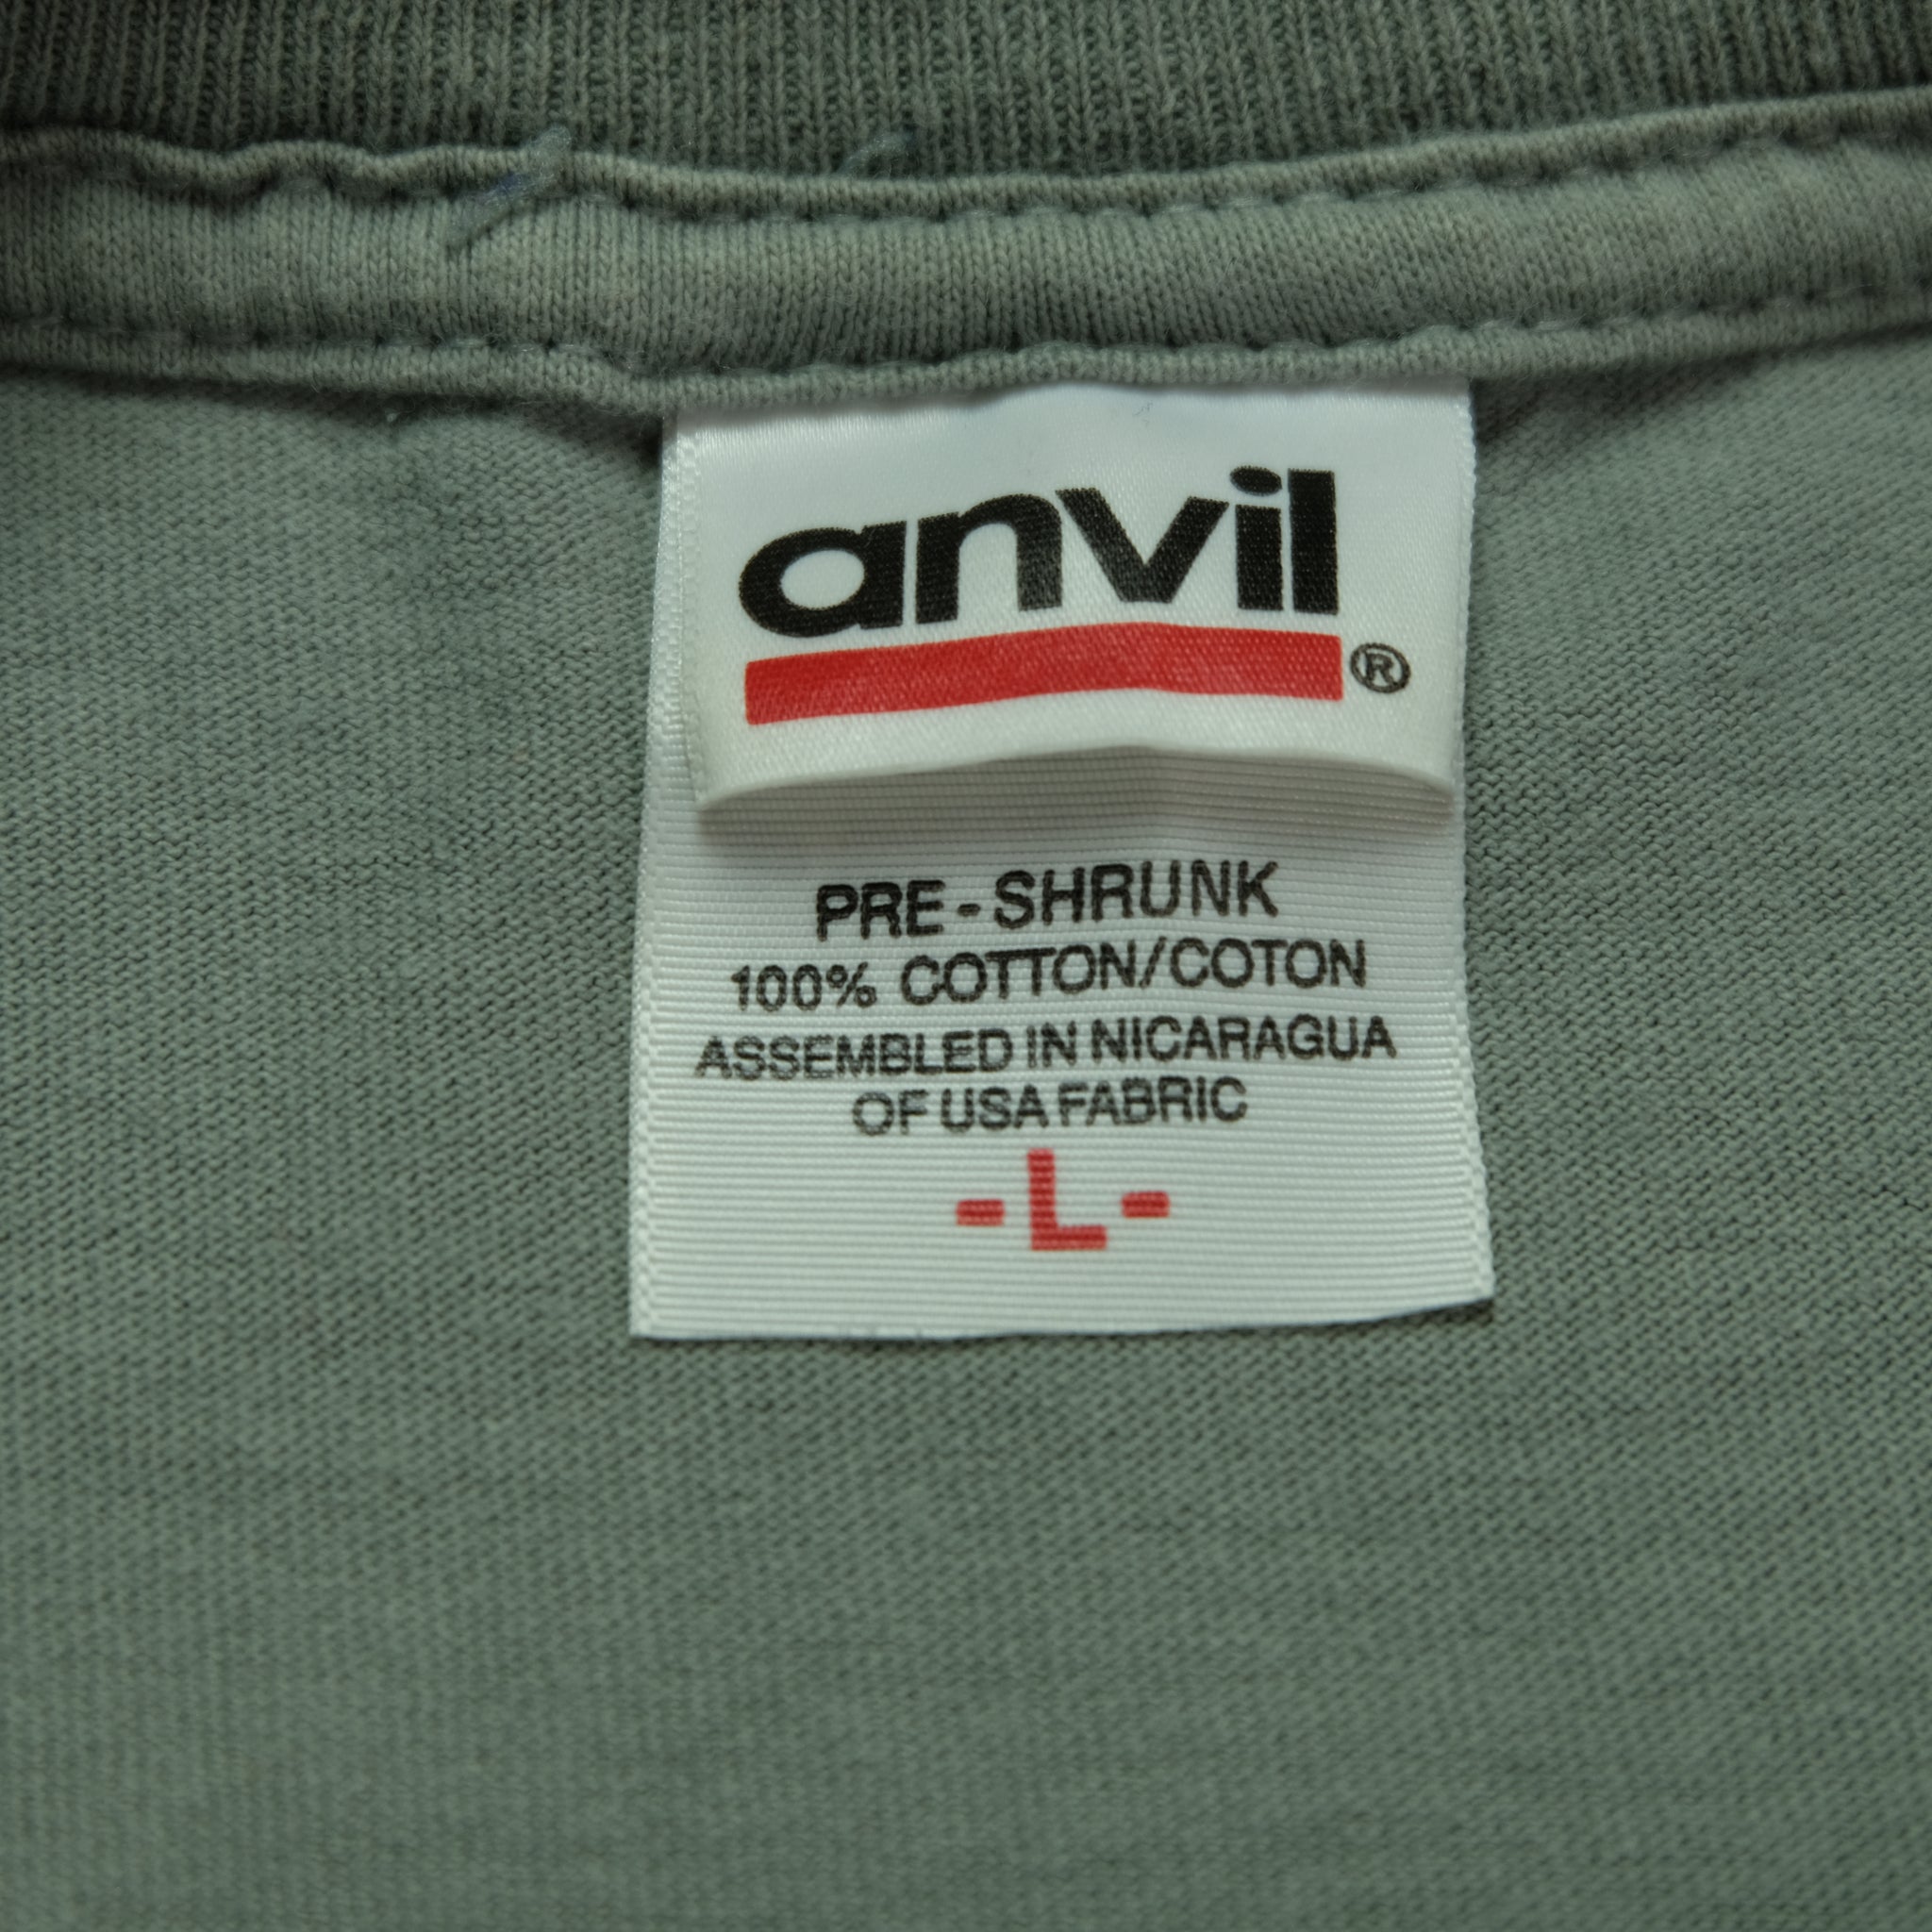 anvil®
PRE-SHRUNK
100% COTTON/COTON
ASSEMBLED IN NICARAGUA
OF USA FABRIC
-L-